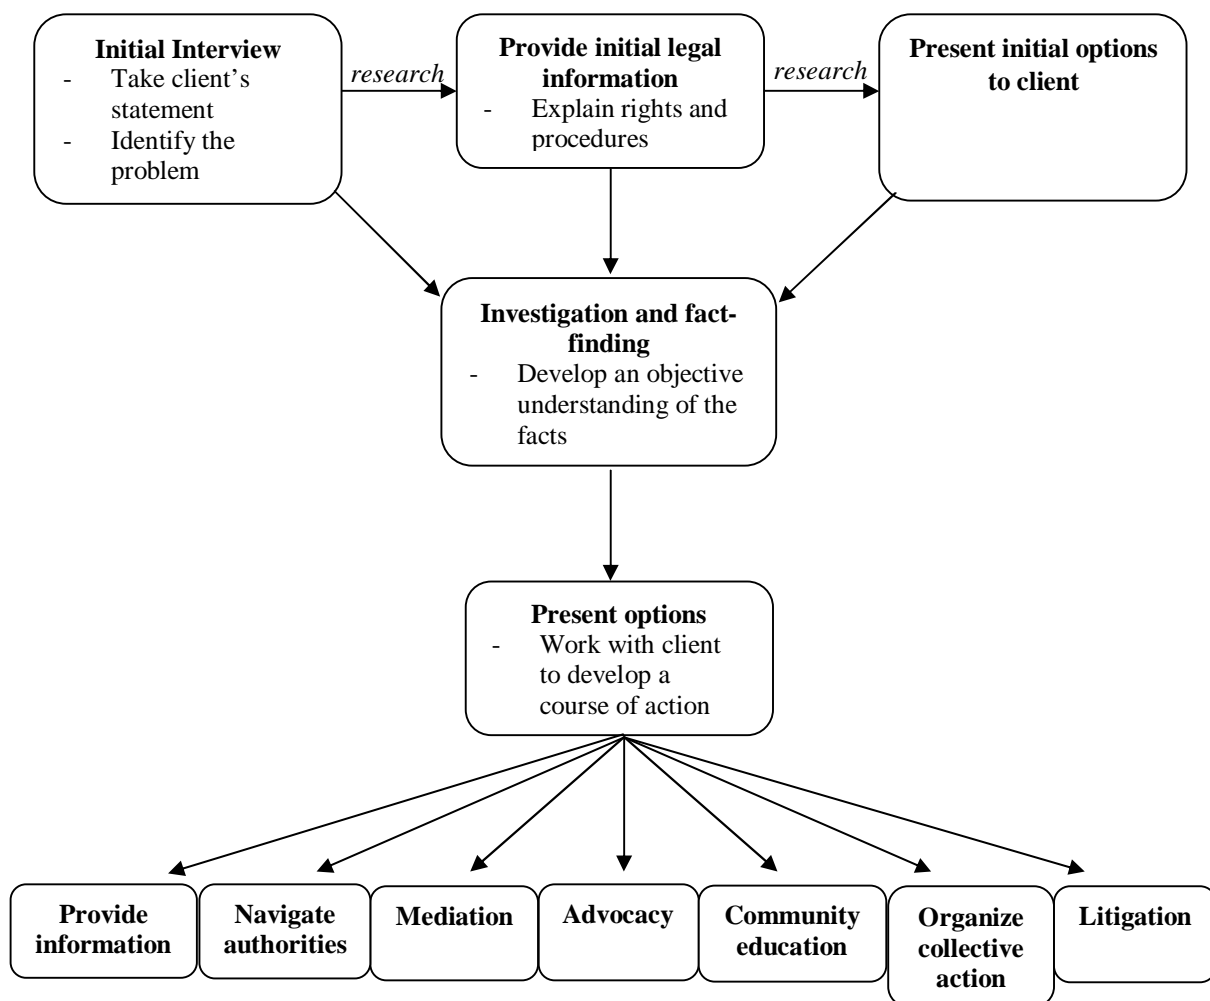 Initial Interview
- Take client's
statement
- Identify the
problem
research
Provide initial legal
information
- Explain rights and
procedures
research
Present initial options
to client
Investigation and fact-
finding
- Develop an objective
understanding of the
facts
Present options
- Work with client
to develop a
course of action
Provide
information
Navigate
authorities
Mediation
Advocacy
Community
education
Organize
collective
action
Litigation